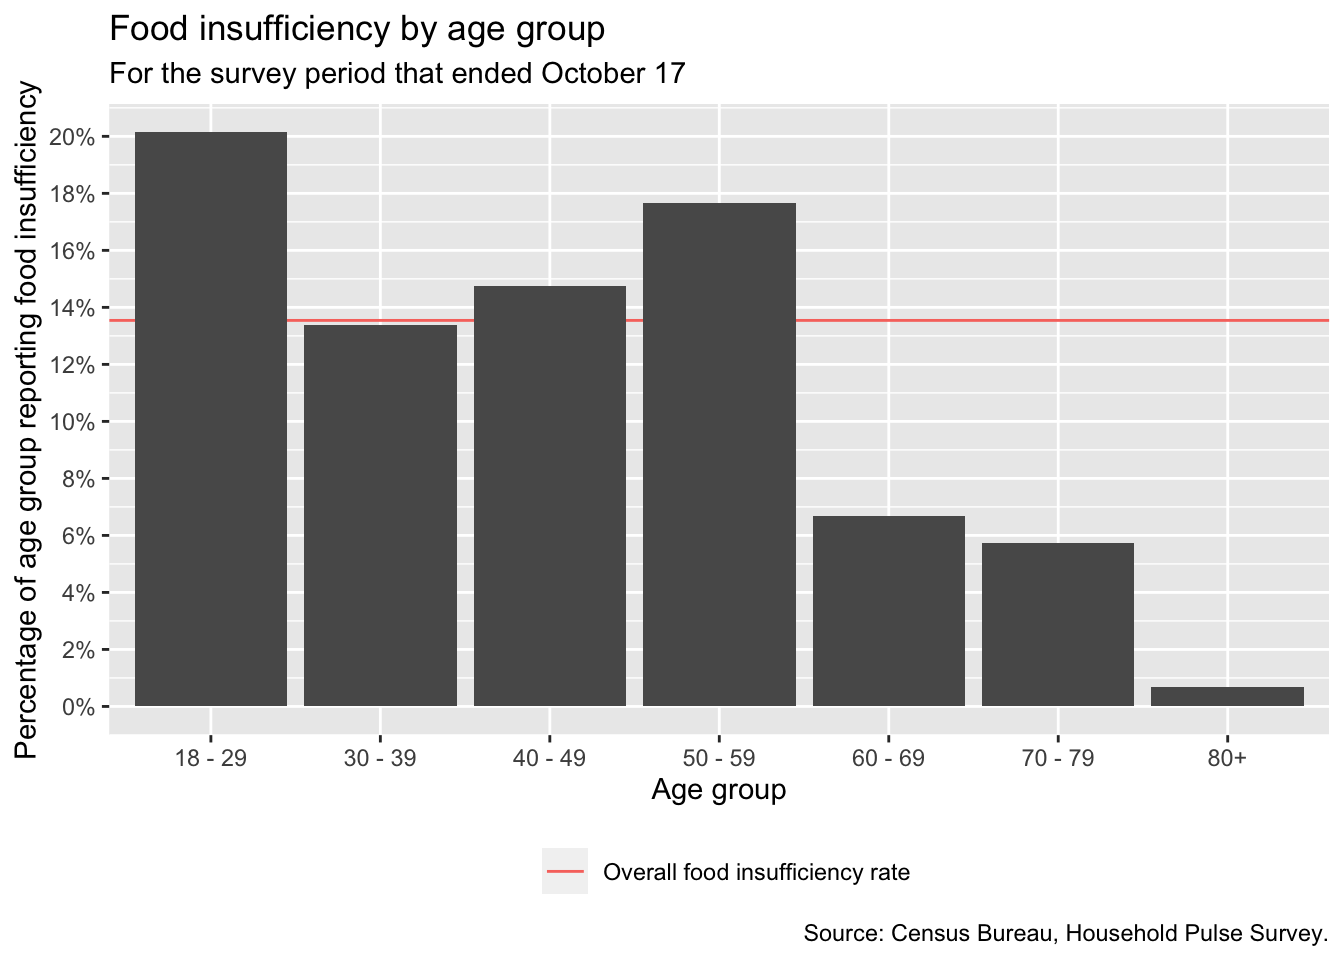 Food insufficiency by age group
For the survey period that ended October 17
Percentage of age group reporting food insufficiency
20%
18%
16%
14%
12%
10%
8%
6%
4%
2%
0%
18 - 29
30 - 39
40 - 49
50 - 59
60 - 69
70 - 79
80+
Age group
Overall food insufficiency rate
Source: Census Bureau, Household Pulse Survey.